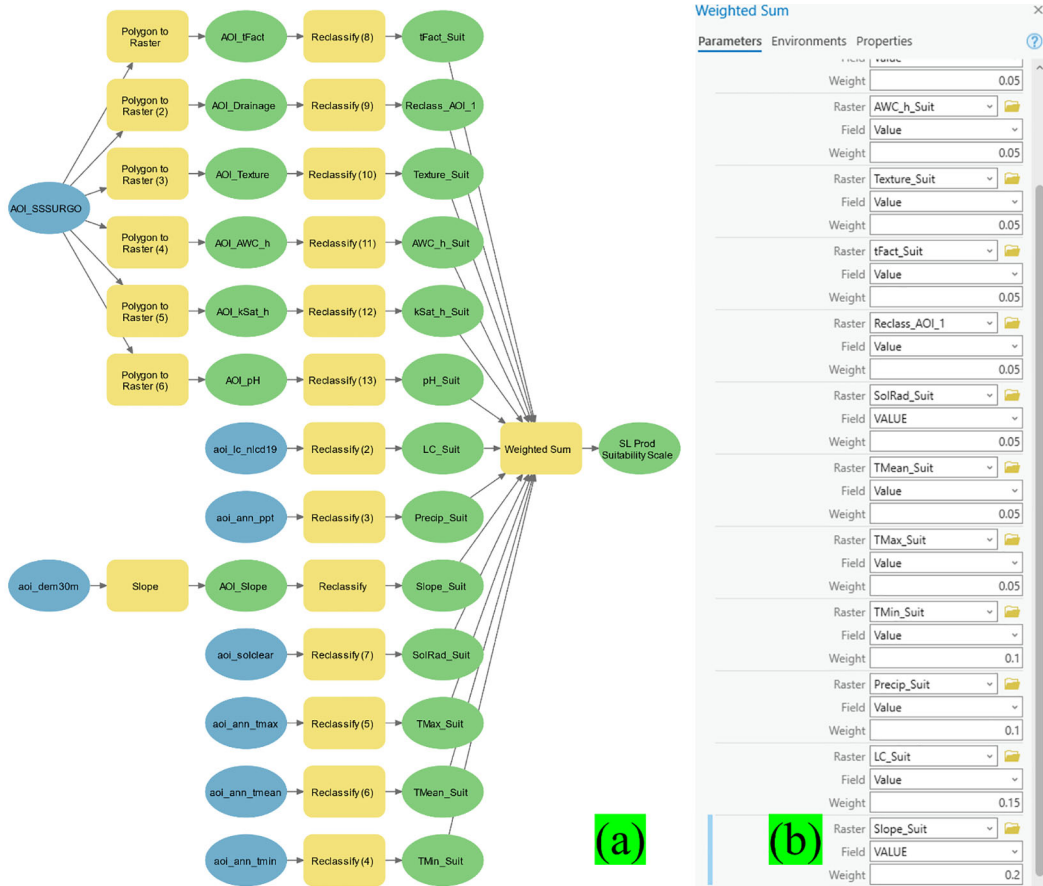 Polygon to
Raster
AOI_tFact
Reclassify (8)
tFact_Suit
Polygon to
Raster (2)
AOI_Drainage
Reclassify (9)
Reclass_AOI_1
Polygon to
Raster (3)
AOI_Texture
Reclassify (10)
Texture_Suit
AOI_SSSURGO
Polygon to
Raster (4)
AOI_AWC_h
Reclassify (11)
AWC_h_Suit
Polygon to
Raster (5)
AOI_kSat_h
Reclassify (12)
kSat_h_Suit
Polygon to
Raster (6)
AOI_pH
Reclassify (13)
pH_Suit
aoi_lc_nlcd19
Reclassify (2)
LC_Suit
Weighted Sum
SL Prod
Suitability Scale
aoi_ann_ppt
Reclassify (3)
Precip_Suit
aoi_dem30m
Slope
AOI_Slope
Reclassify
Slope_Suit
aoi_solclear
Reclassify (7)
SolRad_Suit
aoi_ann_tmax
Reclassify (5)
TMax_Suit
aoi_ann_tmean
Reclassify (6)
TMean_Suit
aoi_ann_tmin
Reclassify (4)
TMin_Suit
(a)
Weighted Sum
Parameters Environments Properties
Weight 0.05
Raster AWC_h_Suit
Field Value
Weight 0.05
Raster Texture_Suit
Field Value
Weight 0.05
Raster tFact_Suit
Field Value
Weight 0.05
Raster Reclass_AOI_1
Field Value
Weight 0.05
Raster SolRad_Suit
Field VALUE
Weight 0.05
Raster TMean_Suit
Field Value
Weight 0.05
Raster TMax_Suit
Field Value
Weight 0.05
Raster TMin_Suit
Field Value
Weight 0.1
Raster Precip_Suit
Field Value
Weight 0.1
Raster LC_Suit
Field Value
Weight 0.15
Raster Slope_Suit
Field VALUE
Weight 0.2
(b)